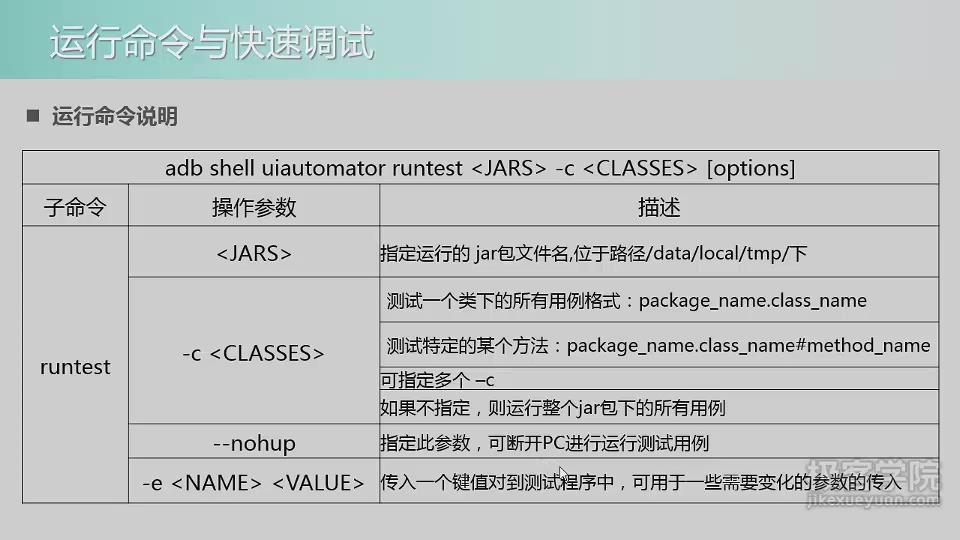 运行命令与快速调试
■ 运行命令说明
adb shell uiautomator runtest <JARS> -c <CLASSES> [options]
子命令 操作参数 描述
runtest
<JARS> 指定运行的 jar包文件名,位于路径/data/local/tmp/下
-c <CLASSES>
测试一个类下的所有用例格式：package_name.class_name
测试特定的某个方法：package_name.class_name#method_name
可指定多个 –c
如果不指定，则运行整个jar包下的所有用例
--nohup 指定此参数，可断开PC进行运行测试用例
-e <NAME> <VALUE> 传入一个键值对到测试程序中，可用于一些需要变化的参数的传入
极客学院
jikexueyuan.com